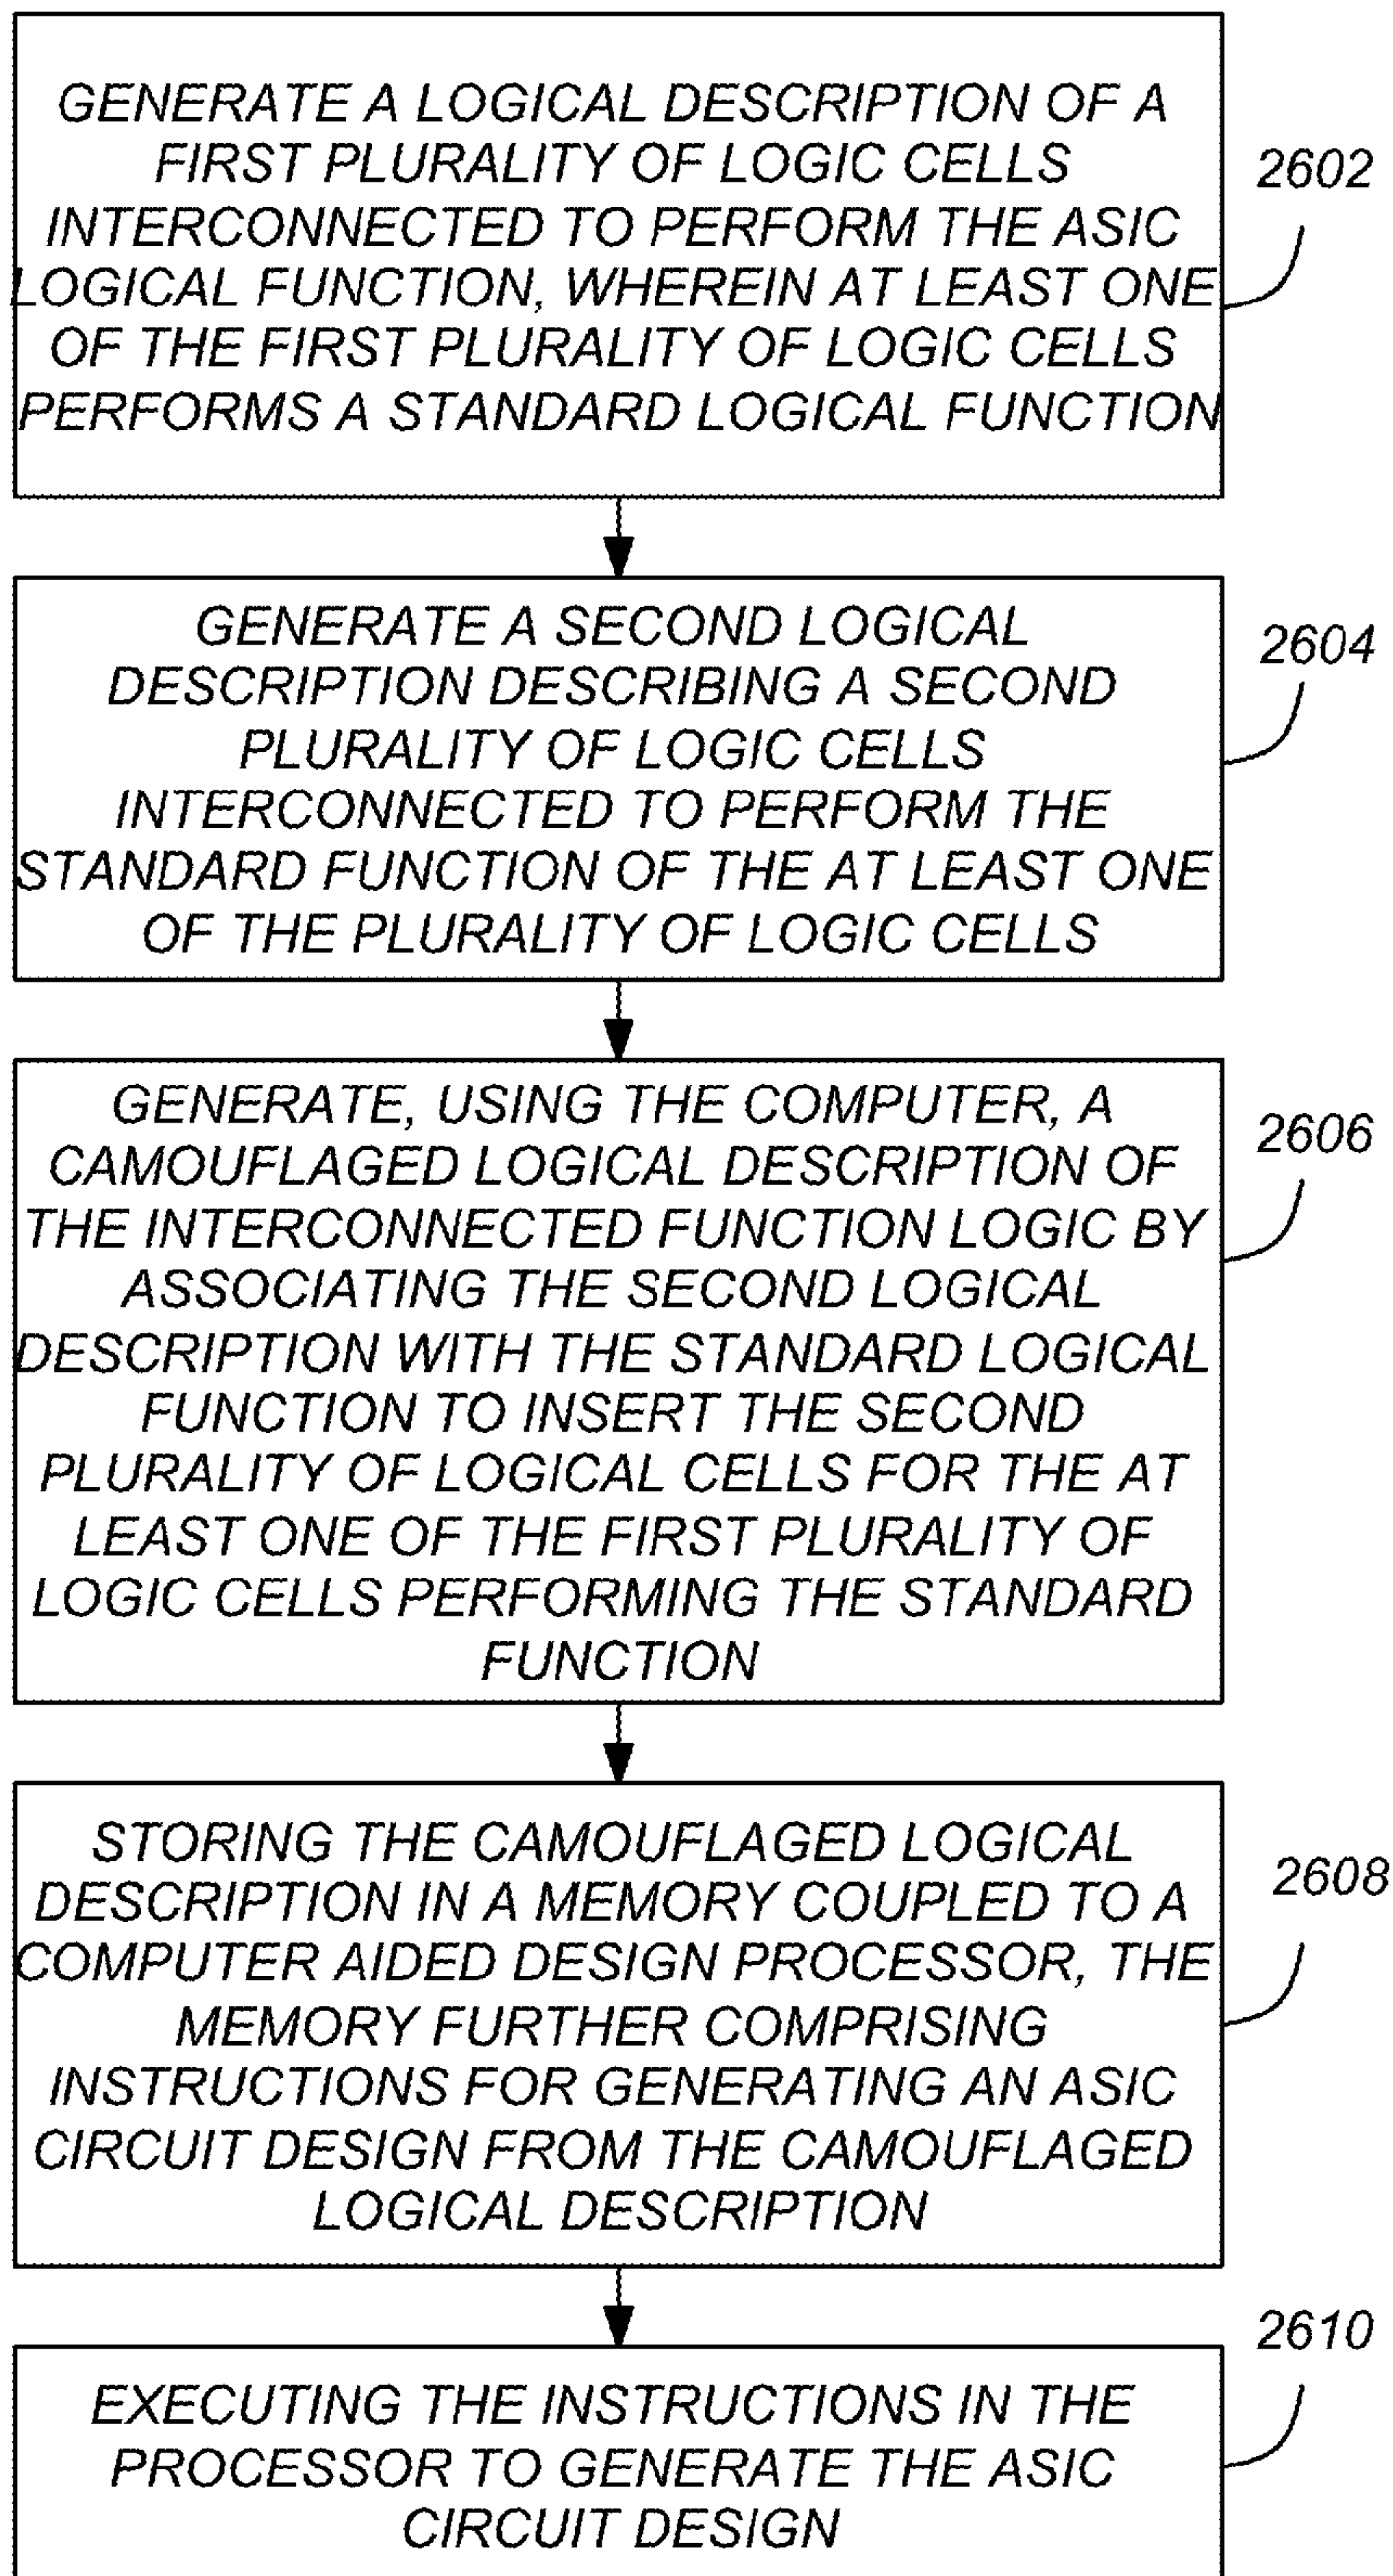 GENERATE A LOGICAL DESCRIPTION OF A
FIRST PLURALITY OF LOGIC CELLS
INTERCONNECTED TO PERFORM THE ASIC
LOGICAL FUNCTION, WHEREIN AT LEAST ONE
OF THE FIRST PLURALITY OF LOGIC CELLS
PERFORMS A STANDARD LOGICAL FUNCTION
2602
GENERATE A SECOND LOGICAL
DESCRIPTION DESCRIBING A SECOND
PLURALITY OF LOGIC CELLS
INTERCONNECTED TO PERFORM THE
STANDARD FUNCTION OF THE AT LEAST ONE
OF THE PLURALITY OF LOGIC CELLS
2604
GENERATE, USING THE COMPUTER, A
CAMOUFLAGED LOGICAL DESCRIPTION OF
THE INTERCONNECTED FUNCTION LOGIC BY
ASSOCIATING THE SECOND LOGICAL
DESCRIPTION WITH THE STANDARD LOGICAL
FUNCTION TO INSERT THE SECOND
PLURALITY OF LOGICAL CELLS FOR THE AT
LEAST ONE OF THE FIRST PLURALITY OF
LOGIC CELLS PERFORMING THE STANDARD
FUNCTION
2606
STORING THE CAMOUFLAGED LOGICAL
DESCRIPTION IN A MEMORY COUPLED TO A
COMPUTER AIDED DESIGN PROCESSOR, THE
MEMORY FURTHER COMPRISING
INSTRUCTIONS FOR GENERATING AN ASIC
CIRCUIT DESIGN FROM THE CAMOUFLAGED
LOGICAL DESCRIPTION
2608
EXECUTING THE INSTRUCTIONS IN THE
PROCESSOR TO GENERATE THE ASIC
CIRCUIT DESIGN
2610